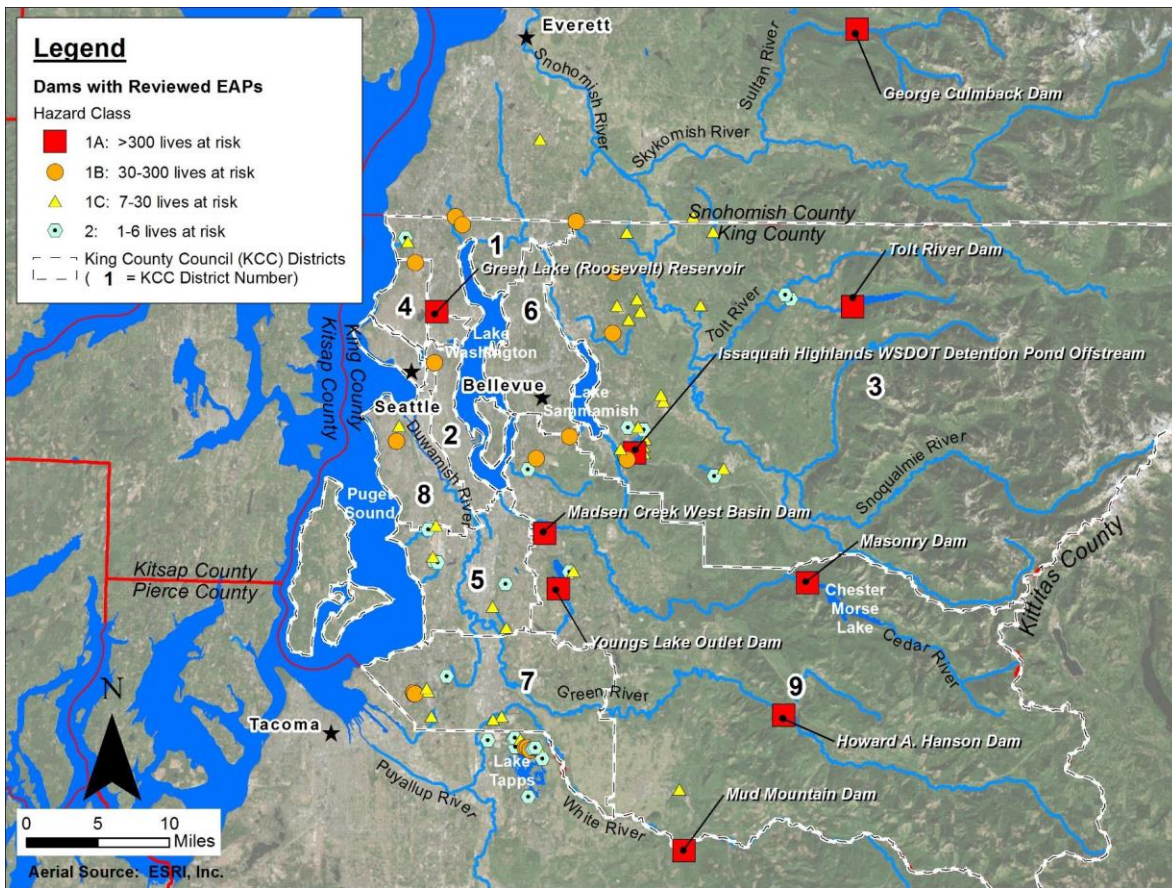 Legend
Dams with Reviewed EAPs
Hazard Class
1A: >300 lives at risk
1B: 30-300 lives at risk
1C: 7-30 lives at risk
2: 1-6 lives at risk
King County Council (KCC) Districts
( 1 = KCC District Number)
Everett
Snohomish River
Sultan River
George Culmback Dam
Skykomish River
Snohomish County
King County
1
Tolt River Dam
Green Lake (Roosevelt) Reservoir
4
6
Tolt River
King County
Kitsap County
Lake
Washington
Issaquah Highlands WSDOT Detention Pond Offstream
3
Bellevue
Lake
Sammamish
Seattle
2
Duwamish River
Snoqualmie River
Puget
Sound
8
Madsen Creek West Basin Dam
Masonry Dam
Kittitas County
Kitsap County
Pierce County
5
Chester
Morse
Lake
Youngs Lake Outlet Dam
Cedar River
7
Green River
9
N
Tacoma
Howard A. Hanson Dam
Lake
Tapps
Puyallup River
White River
Mud Mountain Dam
0 5 10
Miles
Aerial Source: ESRI, Inc.